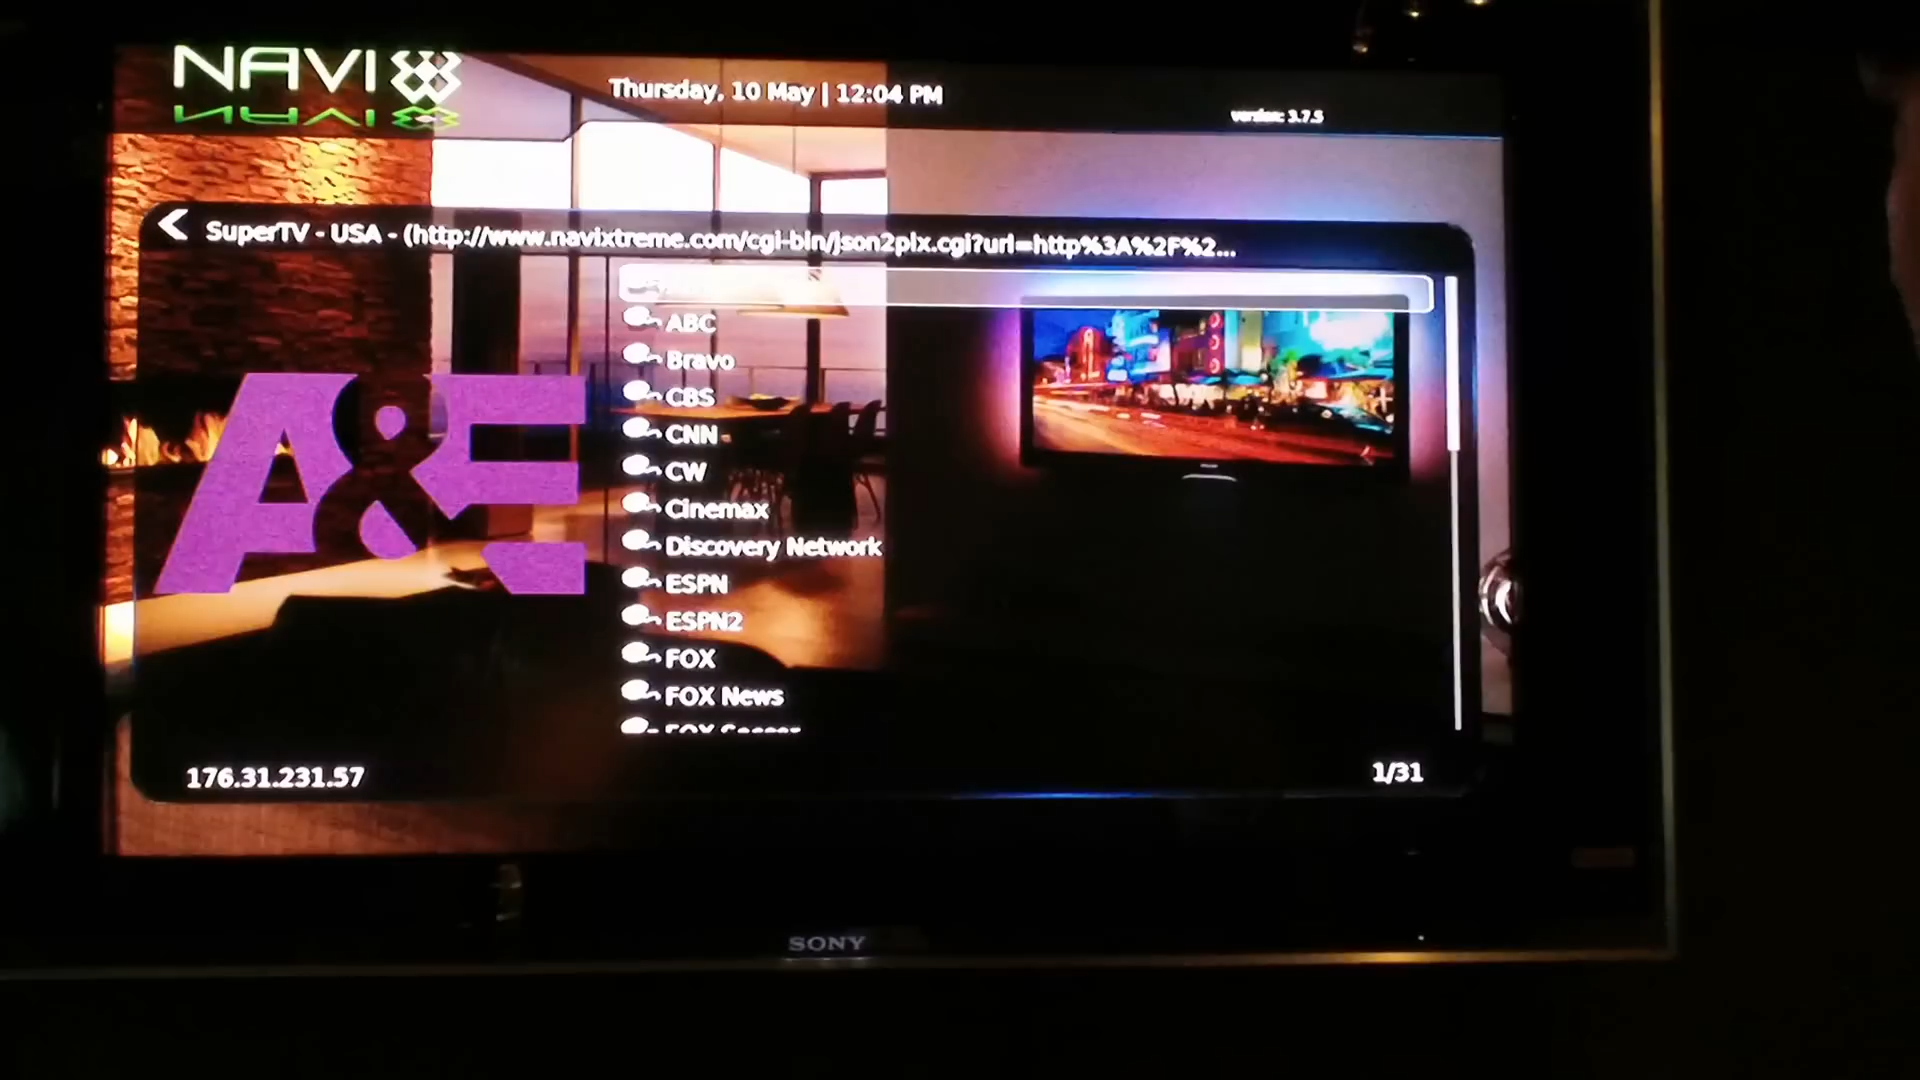 NAVI X
Thursday, 10 May | 12:04 PM
version: 3.7.5
SuperTV - USA - (http://www.navixtreme.com/cgi-bin/json2plx.cgi?url=http%3A%2F%2...
ABC
Bravo
CBS
CNN
CW
Cinemax
Discovery Network
ESPN
ESPN2
FOX
FOX News
FOX Soccer
A&E
176.31.231.57
1/31
SONY